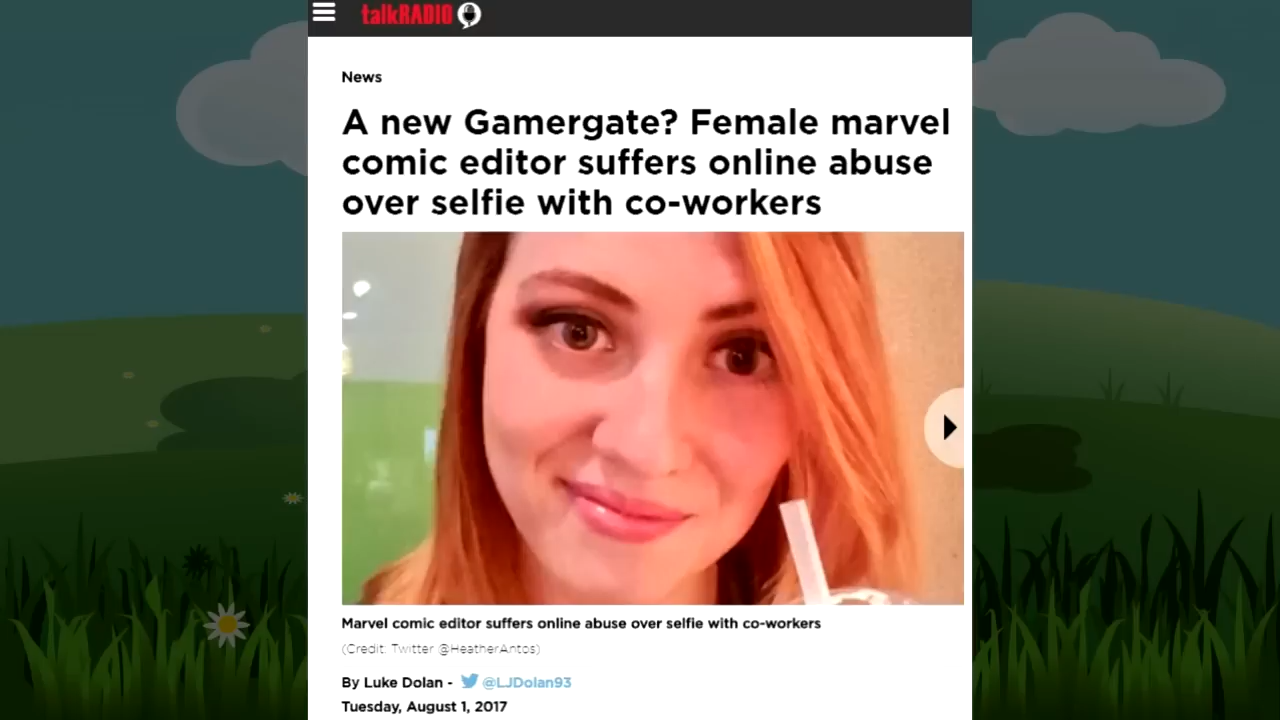 talkRADIO
News
A new Gamergate? Female marvel
comic editor suffers online abuse
over selfie with co-workers
Marvel comic editor suffers online abuse over selfie with co-workers
(Credit: Twitter @HeatherAntos)
By Luke Dolan - @LJDolan93
Tuesday, August 1, 2017